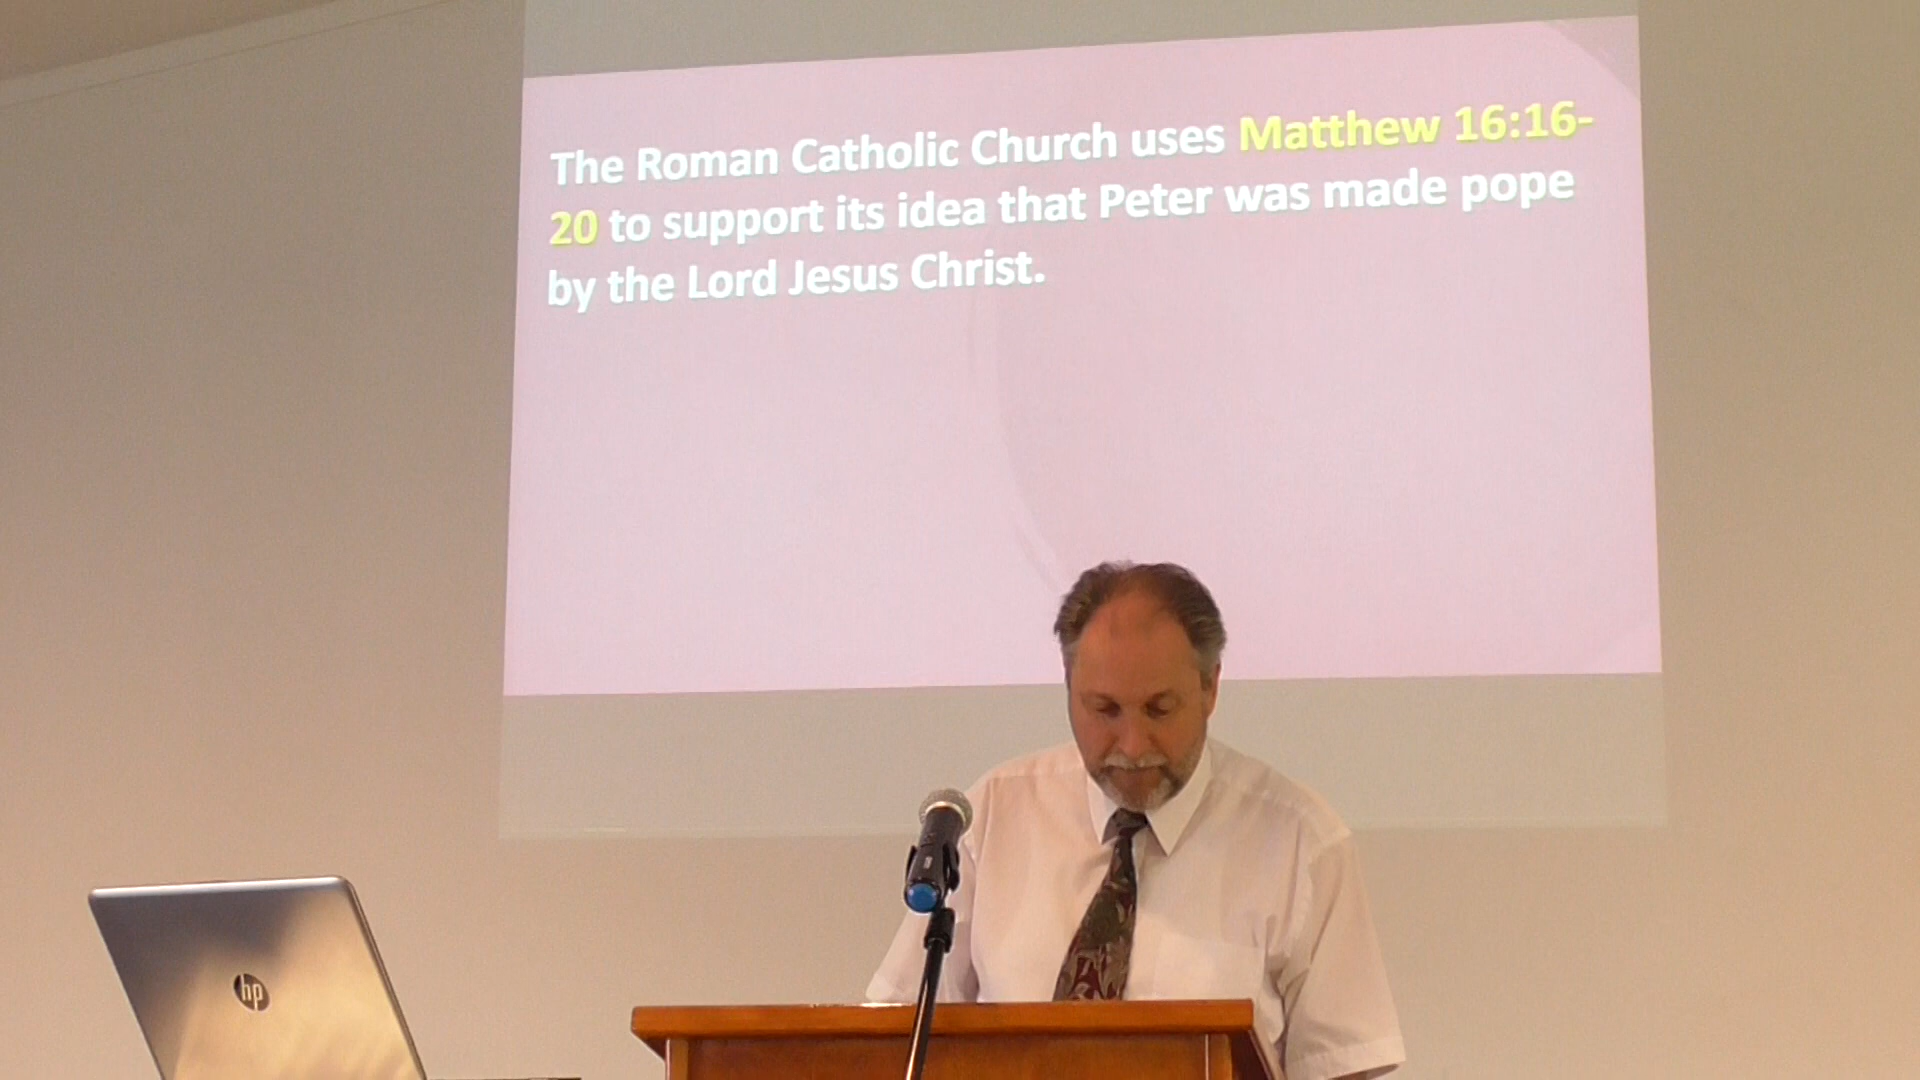 The Roman Catholic Church uses Matthew 16:16-
20 to support its idea that Peter was made pope
by the Lord Jesus Christ.
hp